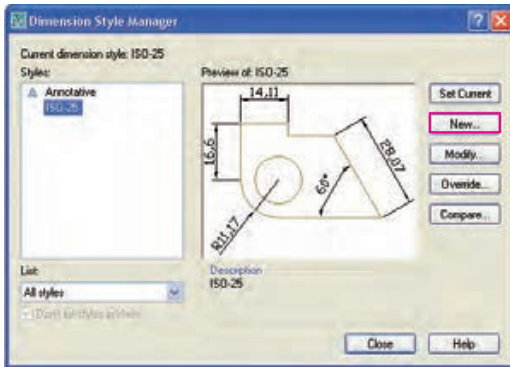 Dimension Style Manager
Current dimension style: ISO-25
Styles:
Annotative
ISO-25
Preview of: ISO-25
14,11
16,6
28,07
60°
R11,17
Set Current
New...
Modify...
Override...
Compare...
List:
All styles
Description
ISO-25
Close
Help